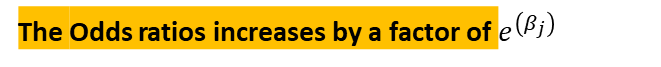 The Odds ratios increases by a factor of e^(β_j)